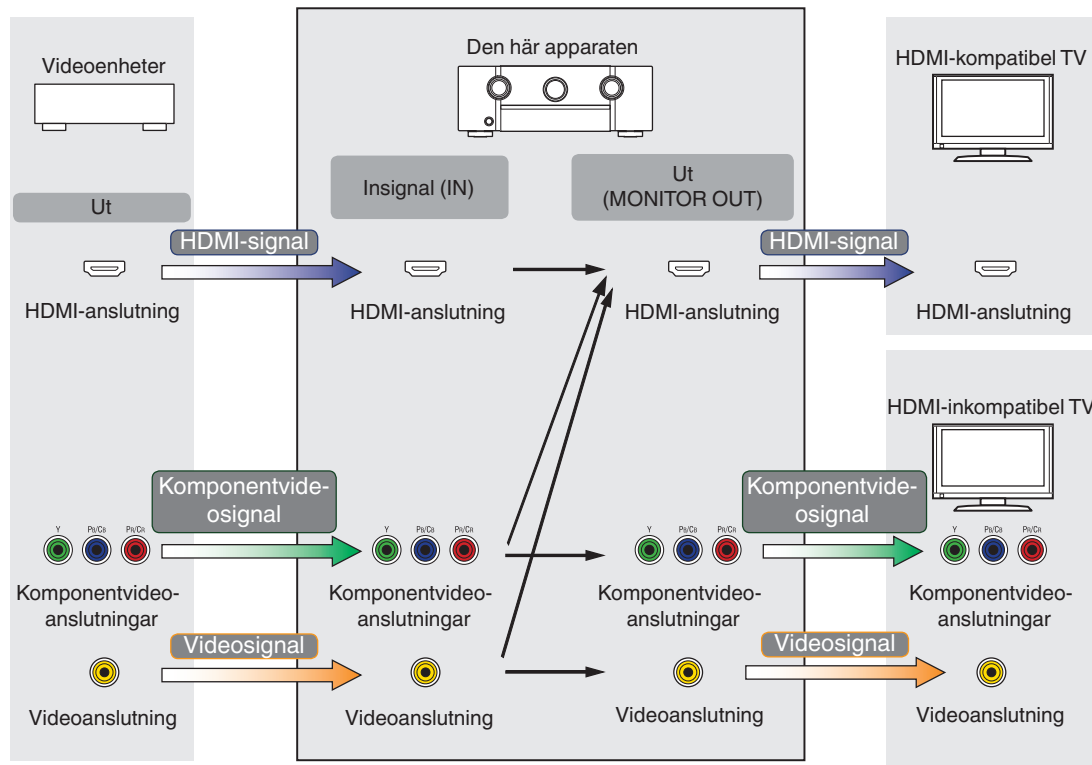 Videoenheter
Den här apparaten
HDMI-kompatibel TV
Ut
Insignal (IN)
Ut
(MONITOR OUT)
HDMI-signal
HDMI-signal
HDMI-anslutning
HDMI-anslutning
HDMI-anslutning
HDMI-anslutning
HDMI-inkompatibel TV
Komponentvide-
osignal
Komponentvide-
osignal
Y PB/CB PR/CR
Y PB/CB PR/CR
Y PB/CB PR/CR
Y PB/CB PR/CR
Komponentvideo-
anslutningar
Komponentvideo-
anslutningar
Komponentvideo-
anslutningar
Komponentvideo-
anslutningar
Videosignal
Videosignal
Videoanslutning
Videoanslutning
Videoanslutning
Videoanslutning